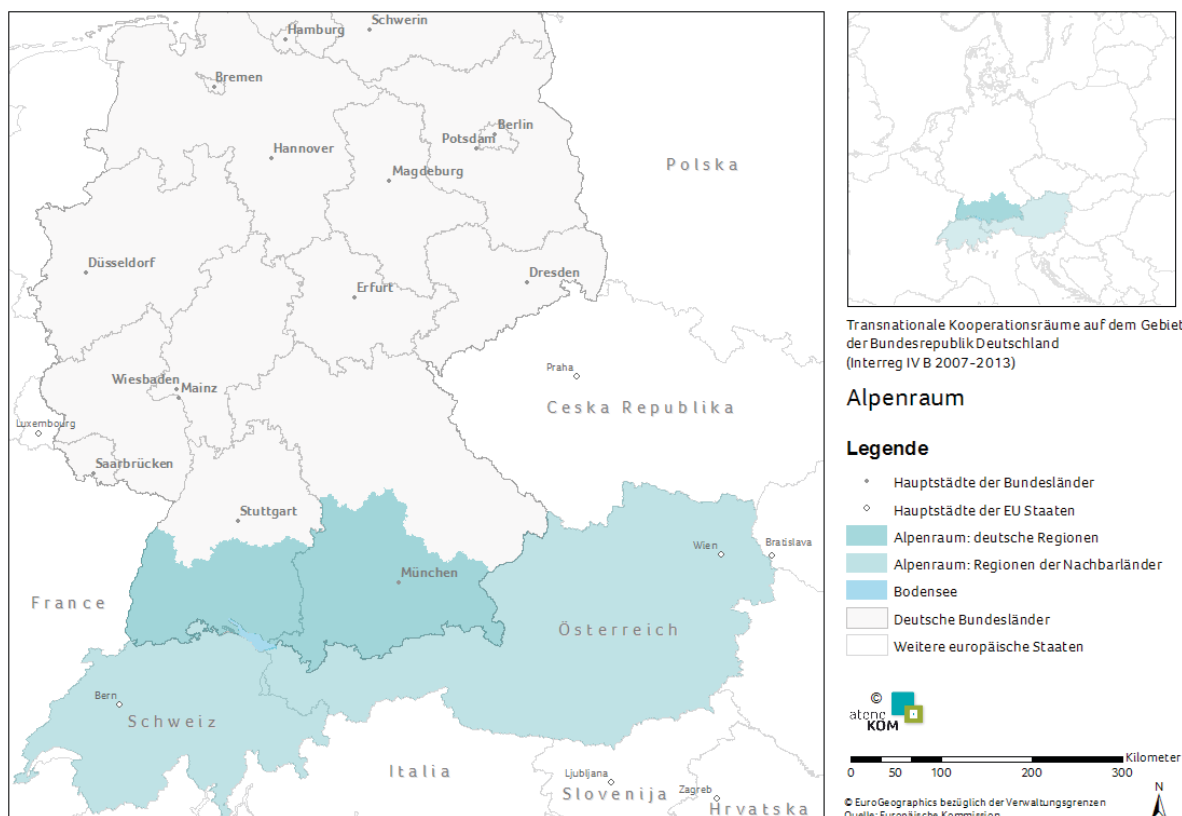 Schwerin
Hamburg
Bremen
Berlin
Potsdam
Hannover
Magdeburg
Polska
Düsseldorf
Dresden
Erfurt
Praha
Wiesbaden
Mainz
Ceska Republika
Luxembourg
Saarbrücken
Stuttgart
Wien
Bratislava
München
France
Österreich
Bern
Schweiz
Italia
Ljubljana
Slovenija
Zagreb
Hrvatska
Transnationale Kooperationsräume auf dem Gebiet
der Bundesrepublik Deutschland
(Interreg IV B 2007-2013)
Alpenraum
Legende
Hauptstädte der Bundesländer
Hauptstädte der EU Staaten
Alpenraum: deutsche Regionen
Alpenraum: Regionen der Nachbarländer
Bodensee
Deutsche Bundesländer
Weitere europäische Staaten
©
atene
KOM
Kilometer
0 50 100 200 300
N
© EuroGeographics bezüglich der Verwaltungsgrenzen
Quelle: Europäische Kommission